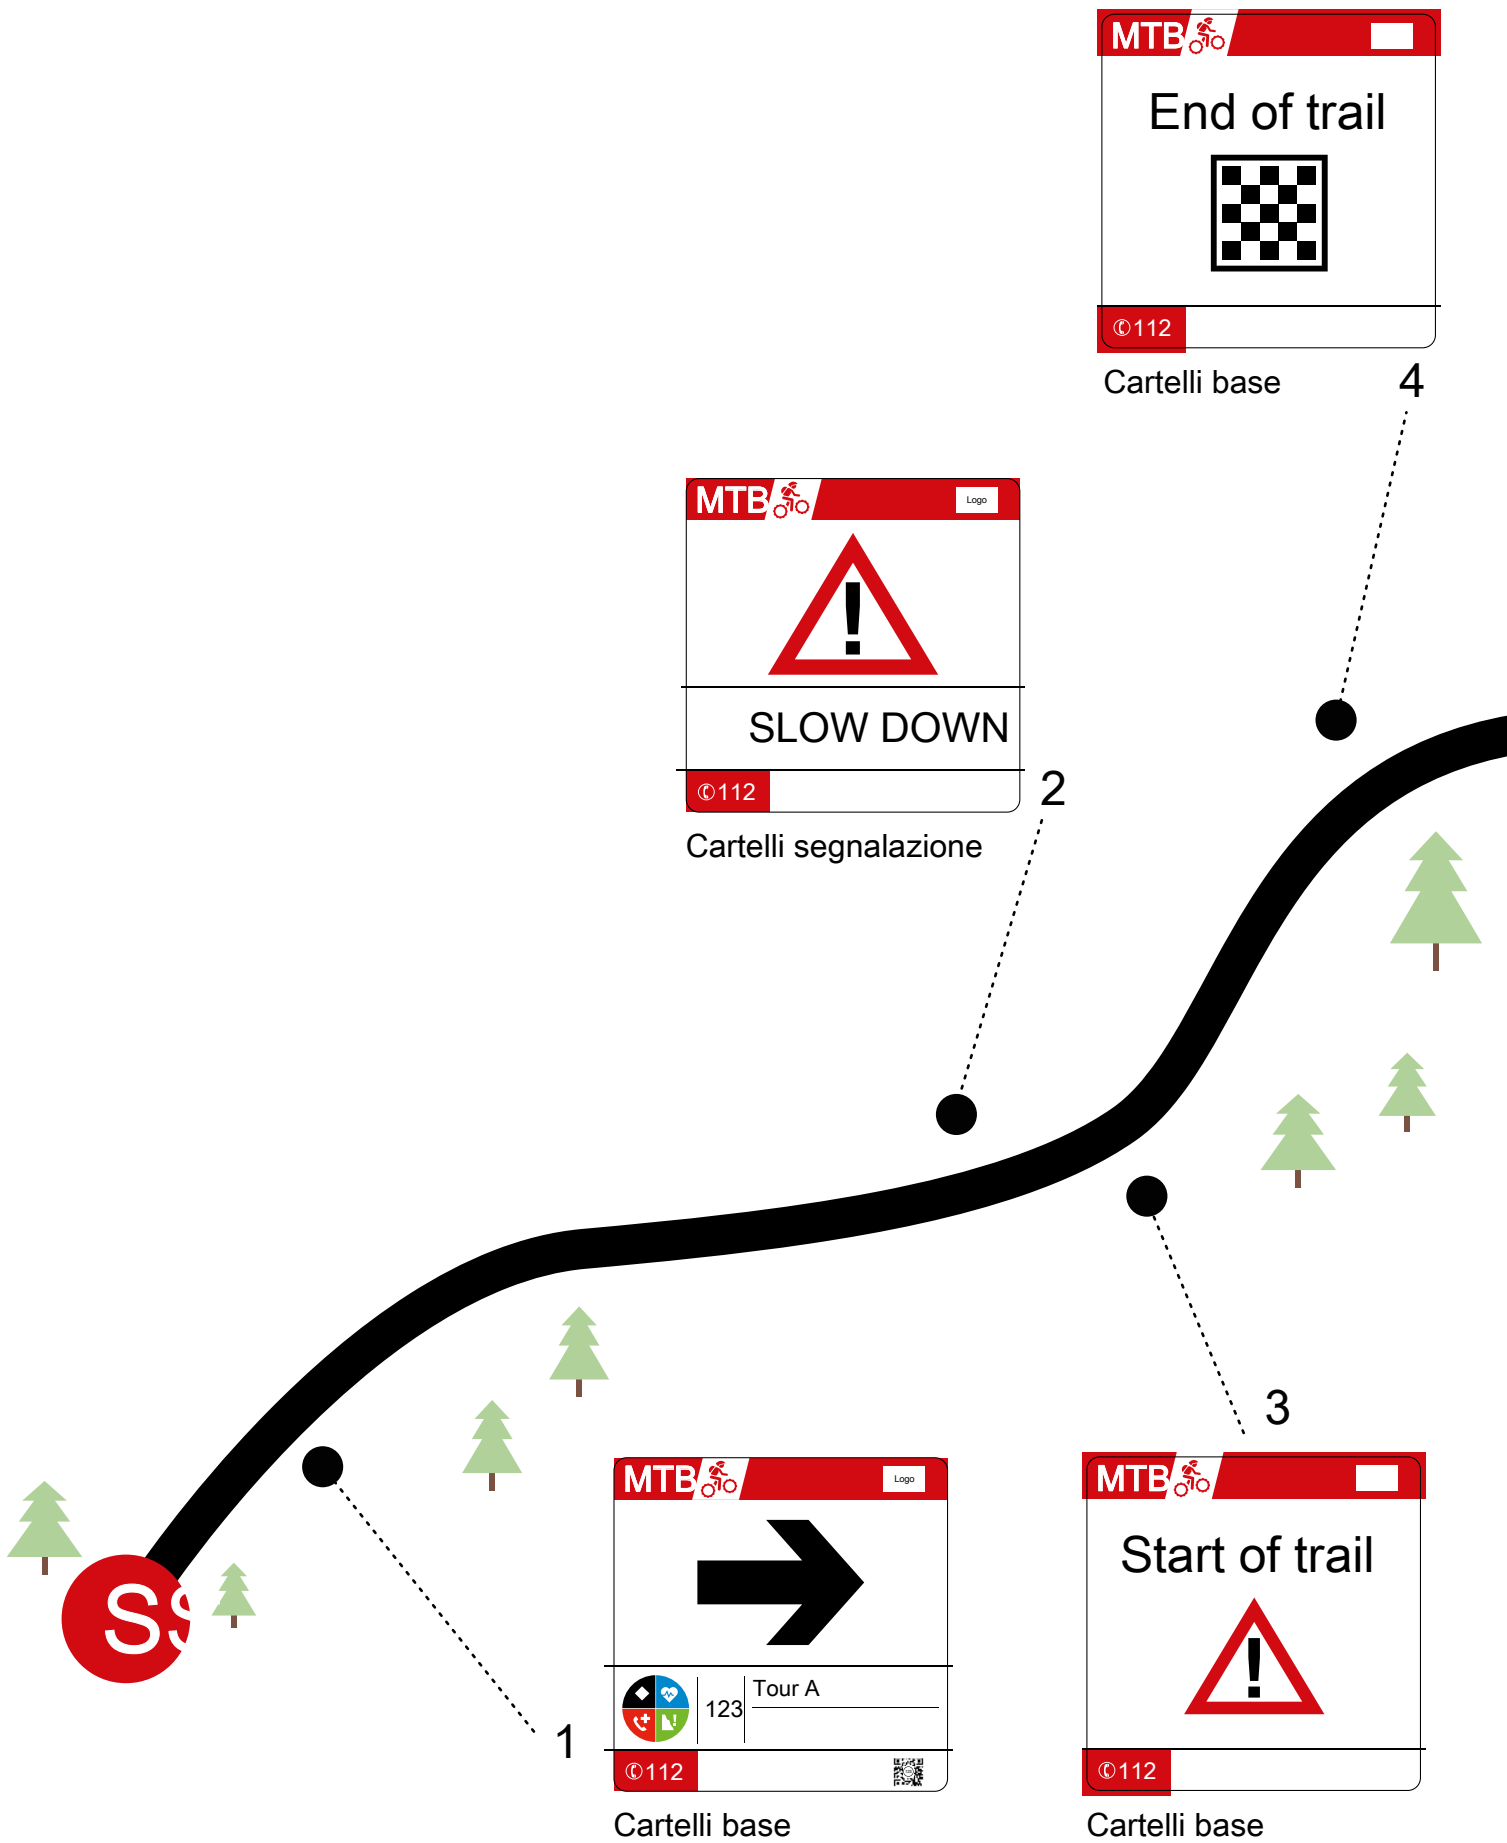 MTB
End of trail
✆112
Cartelli base
4
MTB
Logo
!
SLOW DOWN
✆112
2
Cartelli segnalazione
3
MTB
Logo
123
Tour A
✆112
1
Cartelli base
MTB
Start of trail
!
✆112
Cartelli base
SS